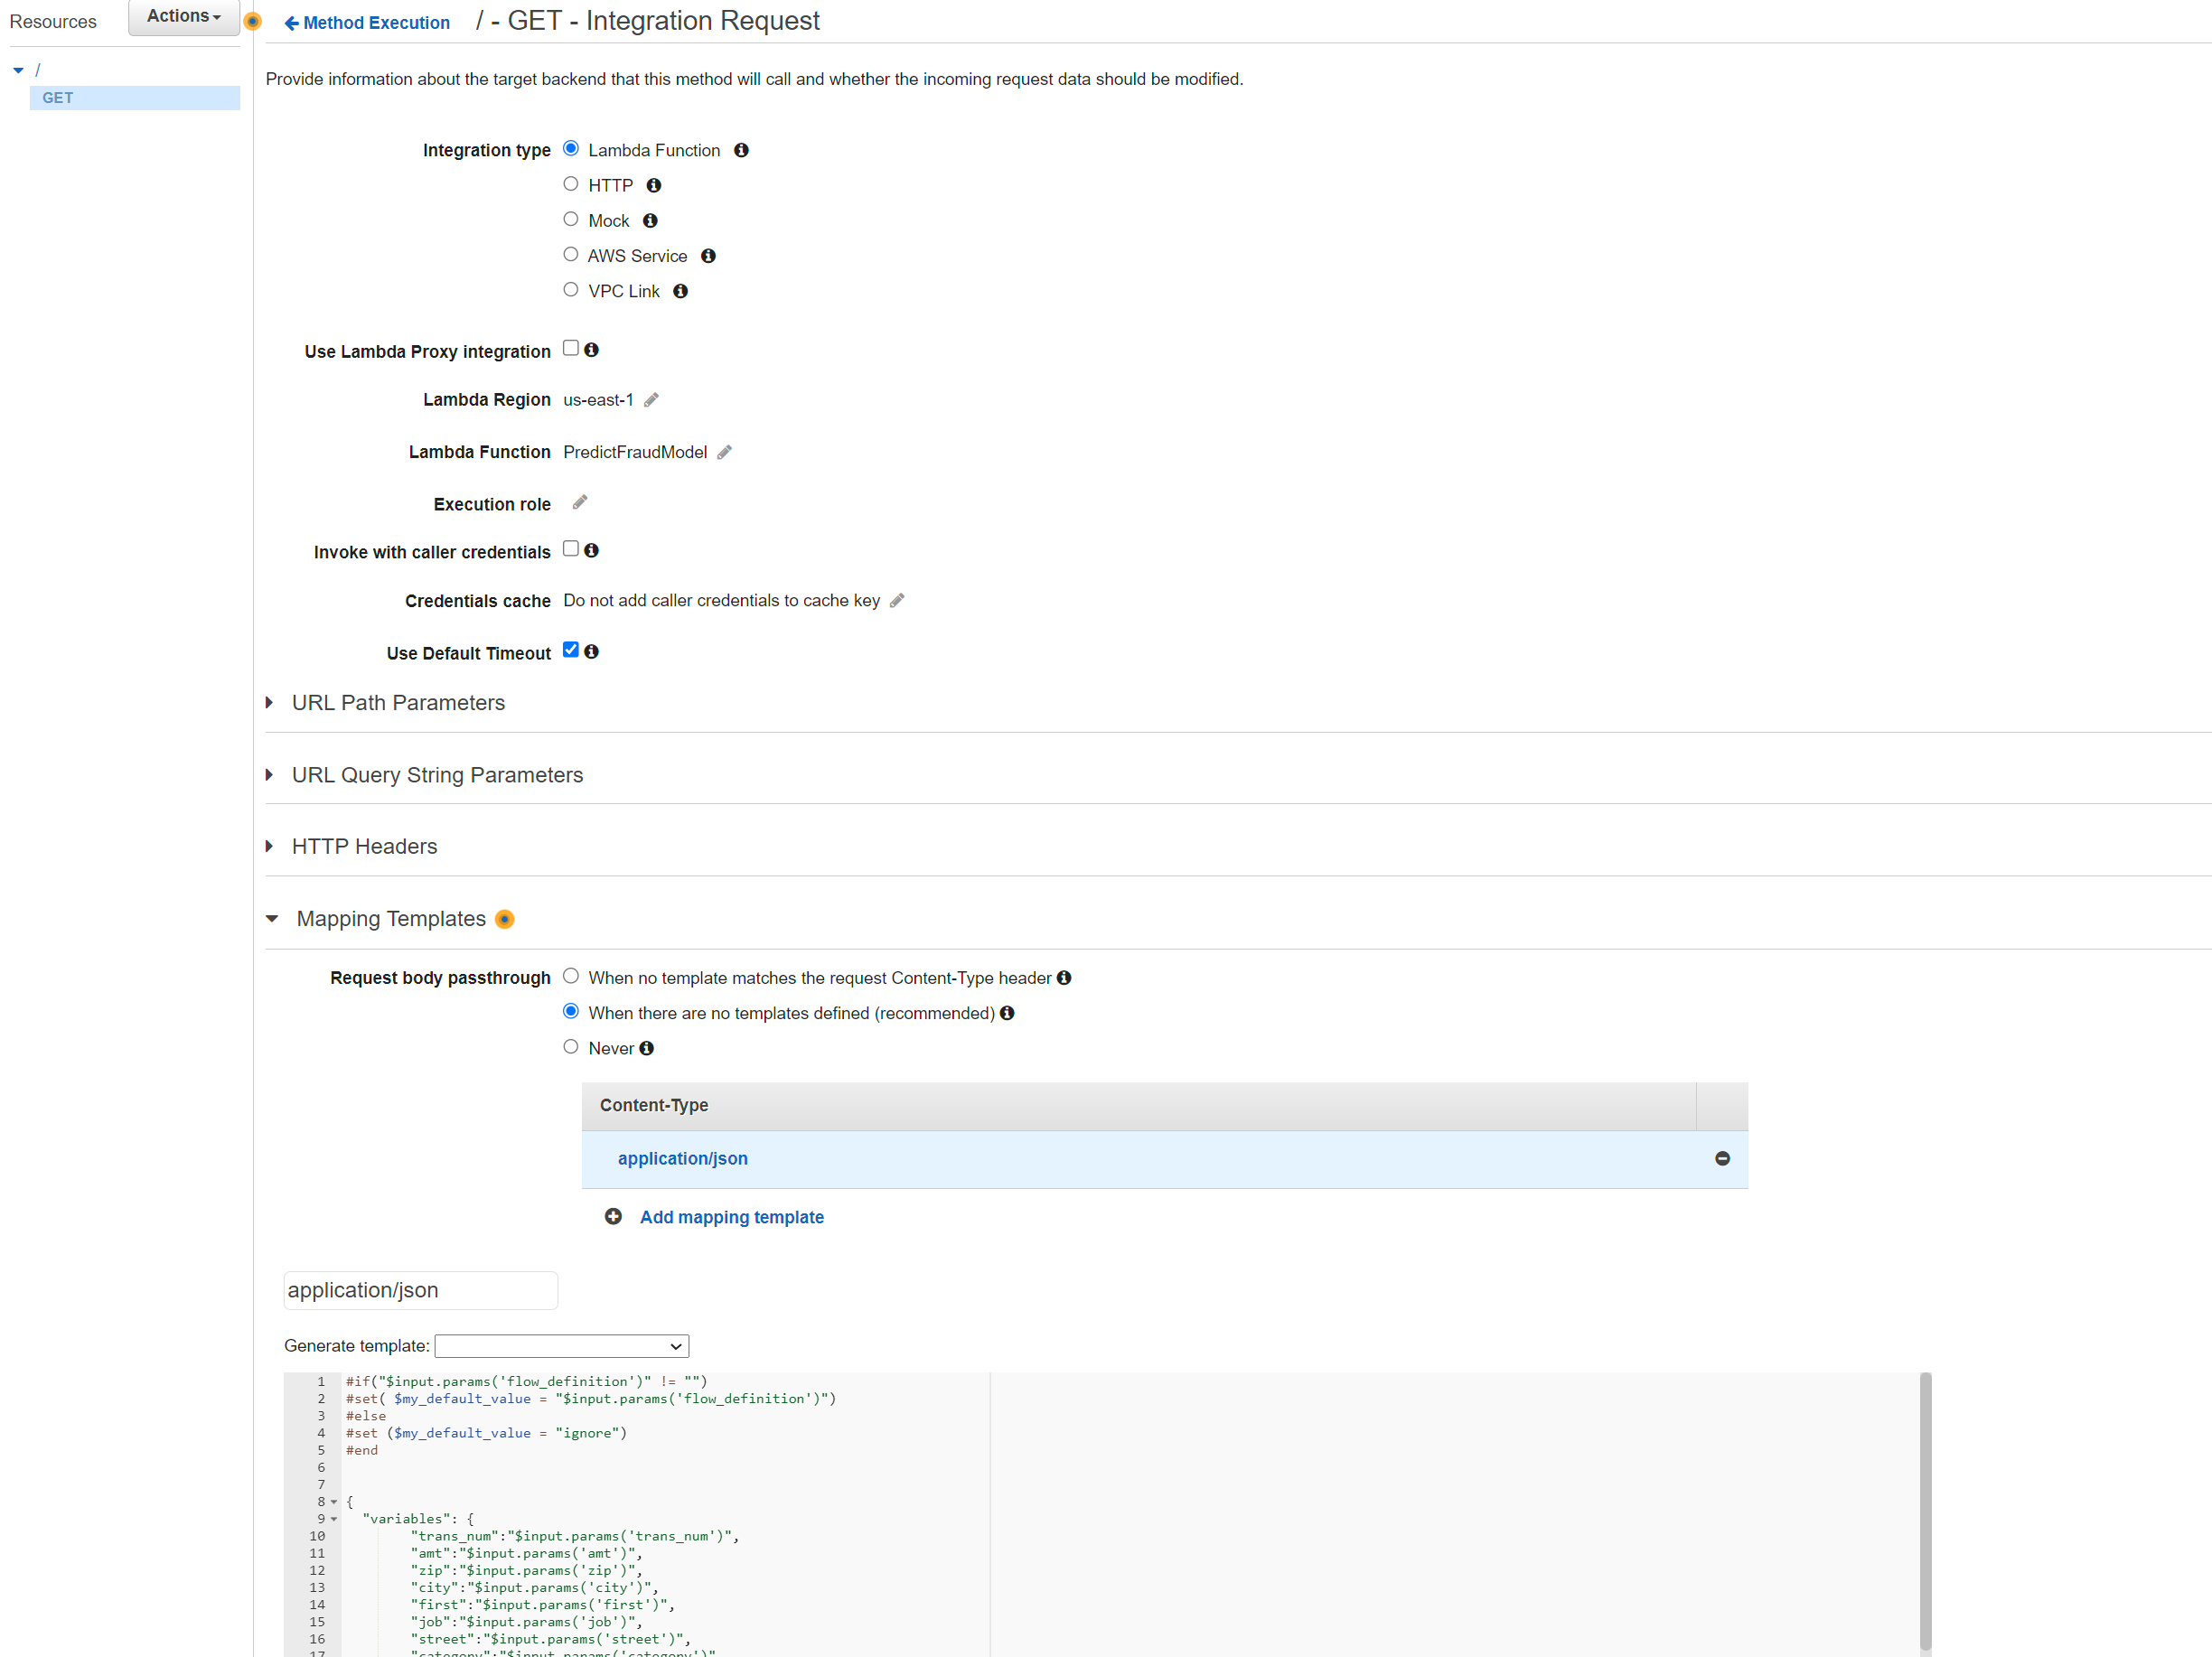 Resources
Actions
Method Execution
/ - GET - Integration Request
/
GET
Provide information about the target backend that this method will call and whether the incoming request data should be modified.
Integration type
Lambda Function
HTTP
Mock
AWS Service
VPC Link
Use Lambda Proxy integration
Lambda Region us-east-1
Lambda Function PredictFraudModel
Execution role
Invoke with caller credentials
Credentials cache Do not add caller credentials to cache key
Use Default Timeout
URL Path Parameters
URL Query String Parameters
HTTP Headers
Mapping Templates
Request body passthrough
When no template matches the request Content-Type header
When there are no templates defined (recommended)
Never
Content-Type
application/json
Add mapping template
application/json
Generate template:
1 #if("$input.params('flow_definition')" != "")
2 #set( $my_default_value = "$input.params('flow_definition')")
3 #else
4 #set ($my_default_value = "ignore")
5 #end
6
7
8 {
9 "variables": {
10 "trans_num":"$input.params('trans_num')",
11 "amt":"$input.params('amt')",
12 "zip":"$input.params('zip')",
13 "city":"$input.params('city')",
14 "first":"$input.params('first')",
15 "job":"$input.params('job')",
16 "street":"$input.params('street')",
17 "category":"$input.params('category')"